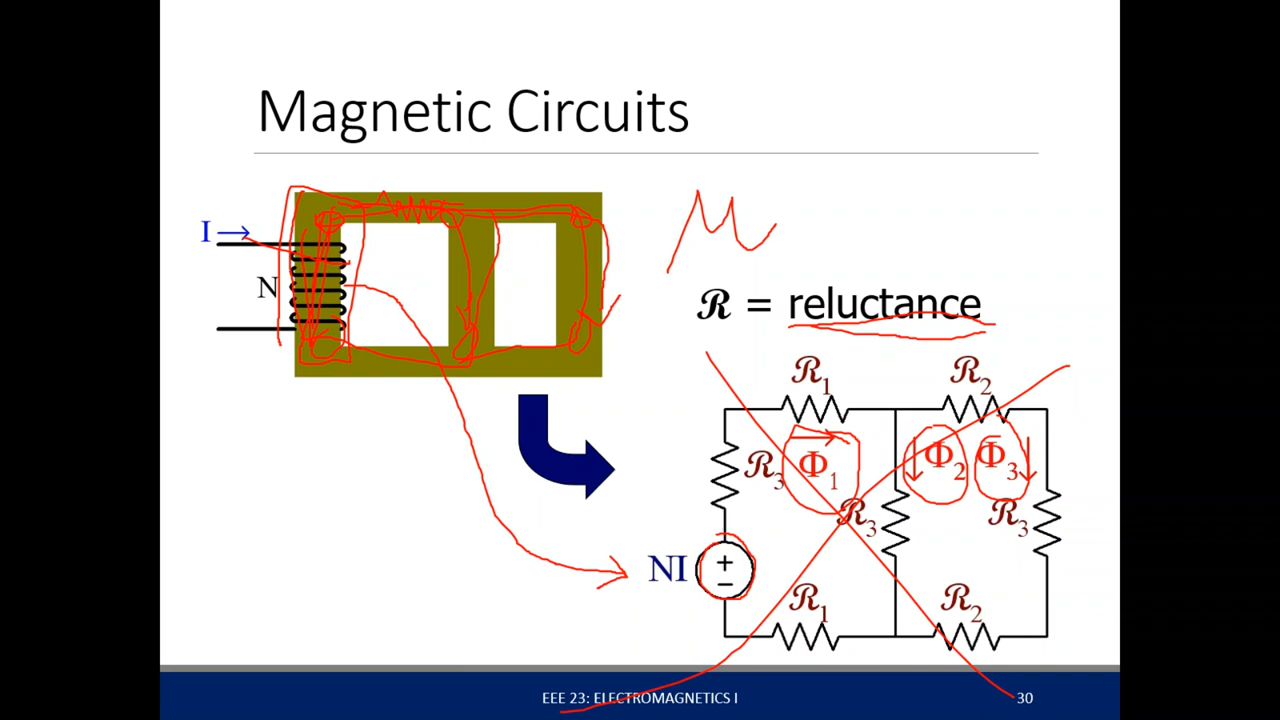 Magnetic Circuits
I →
N
ℛ = reluctance
ℛ1
ℛ2
ℛ3
Φ1
Φ2
Φ3
ℛ3
ℛ3
NI
+
−
ℛ1
ℛ2
EEE 23: ELECTROMAGNETICS I
30